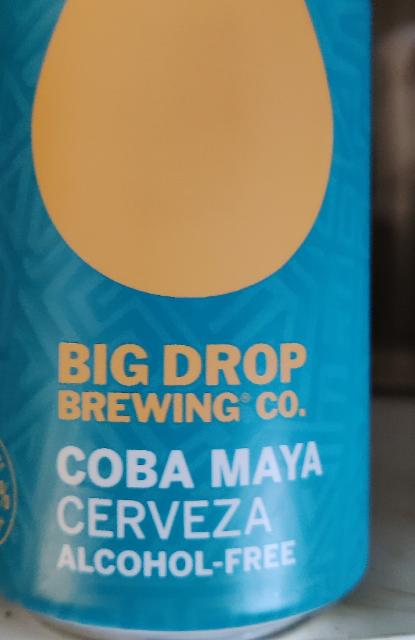 BIG DROP
BREWING® CO.
COBA MAYA
CERVEZA
ALCOHOL-FREE